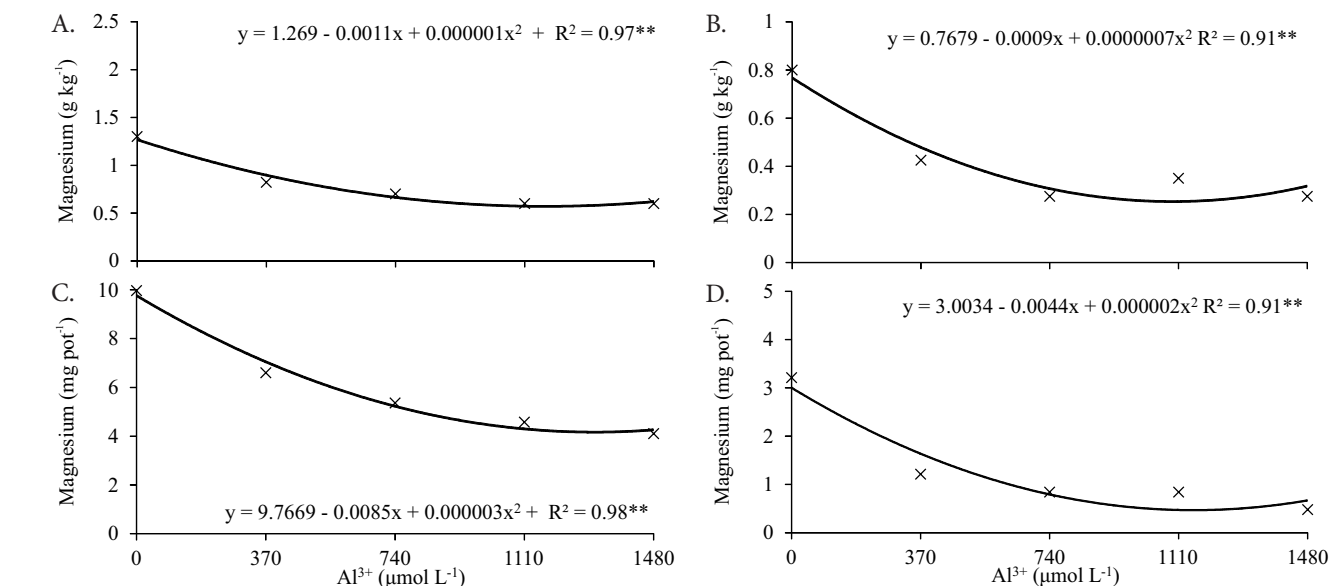 A.
Magnesium (g kg⁻¹)
2.5
2
1.5
1
0.5
0
y = 1.269 - 0.0011x + 0.000001x² + R² = 0.97**
B.
Magnesium (g kg⁻¹)
1
0.8
0.6
0.4
0.2
0
y = 0.7679 - 0.0009x + 0.0000007x² R² = 0.91**
C.
Magnesium (mg pot⁻¹)
10
8
6
4
2
0
y = 9.7669 - 0.0085x + 0.000003x² + R² = 0.98**
0 370 740 1110 1480
Al³⁺ (μmol L⁻¹)
D.
Magnesium (mg pot⁻¹)
5
4
3
2
1
0
y = 3.0034 - 0.0044x + 0.000002x² R² = 0.91**
0 370 740 1110 1480
Al³⁺ (μmol L⁻¹)